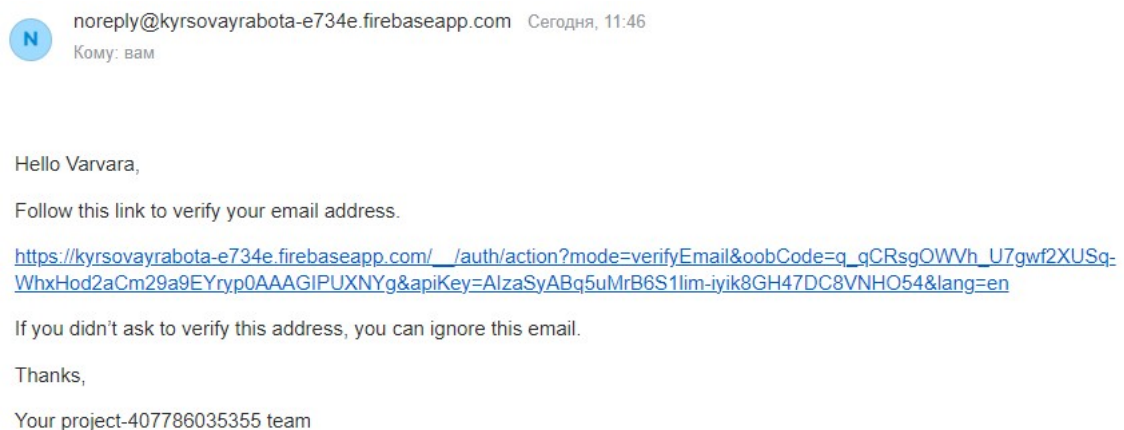 N
noreply@kyrsovayrabota-e734e.firebaseapp.com Сегодня, 11:46
Кому: вам
Hello Varvara,
Follow this link to verify your email address.
https://kyrsovayrabota-e734e.firebaseapp.com/__/auth/action?mode=verifyEmail&oobCode=q_qCRsgOWVh_U7gwf2XUSq-
WhxHod2aCm29a9EYryp0AAAGIPUXNYg&apiKey=AIzaSyABq5uMrB6S1lim-iyik8GH47DC8VNHO54&lang=en
If you didn’t ask to verify this address, you can ignore this email.
Thanks,
Your project-407786035355 team